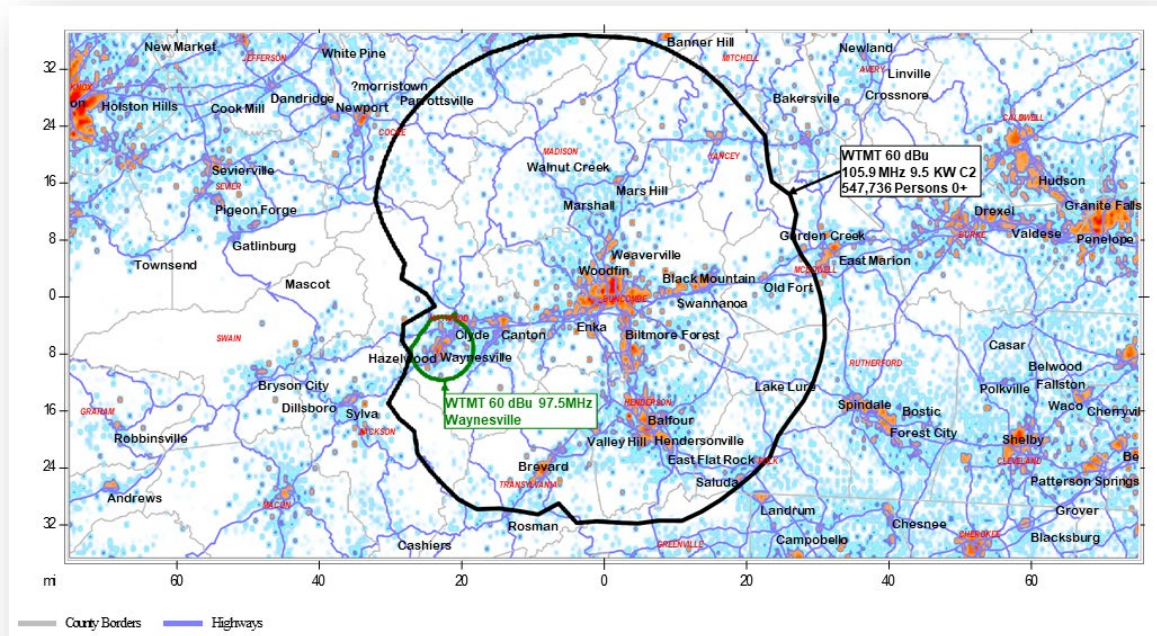 New Market
JEFFERSON
White Pine
Banner Hill
MITCHELL
Newland
AVERY
Linville
32
KNOX
on
Holston Hills
Cook Mill
Dandridge
?morristown
Newport
Parrottsville
Bakersville
Crossnore
CALDWELL
24
COCKE
MADISON
YANCEY
WTMT 60 dBu
105.9 MHz 9.5 KW C2
547,736 Persons 0+
Sevierville
SEVIER
Walnut Creek
Hudson
16
Pigeon Forge
Mars Hill
Marshall
Drexel
Granite Falls
8
Gatlinburg
Garden Creek
BURKE
Valdese
Penelope
Townsend
Weaverville
East Marion
Woodfin
Black Mountain
MCDOWELL
Mascot
0
BUNCOMBE
Swannanoa
Old Fort
Clyde
Canton
Enka
Biltmore Forest
SWAIN
Casar
8
Hazelwood
Waynesville
RUTHERFORD
Belwood
Bryson City
Lake Lure
Polkville
Fallston
WTMT 60 dBu 97.5MHz
Waynesville
HENDERSON
16
GRAHAM
Dillsboro
Sylva
Balfour
Spindale
Bostic
Waco
Cherryvil
JACKSON
Robbinsville
Valley Hill
Hendersonville
Forest City
Shelby
24
Brevard
East Flat Rock
POLK
CLEVELAND
Be
TRANSYLVANIA
Saluda
Patterson Springs
Andrews
MACON
Landrum
Chesnee
Grover
32
Rosman
Cashiers
GREENVILLE
Campobello
CHEROKEE
Blacksburg
mi
60
40
20
0
20
40
60
County Borders
Highways